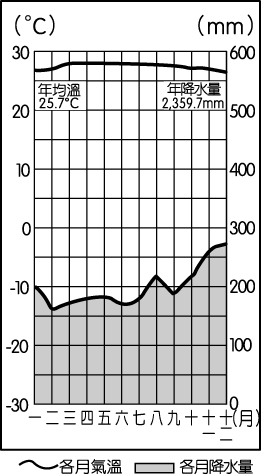 (℃) (mm)
30 600
年均溫 年降水量
25.7℃ 2,359.7mm
20 500
10 400
0 300
-10 200
-20 100
-30 0
一 二 三 四 五 六 七 八 九 十 十一 十二 (月)
各月氣溫 各月降水量